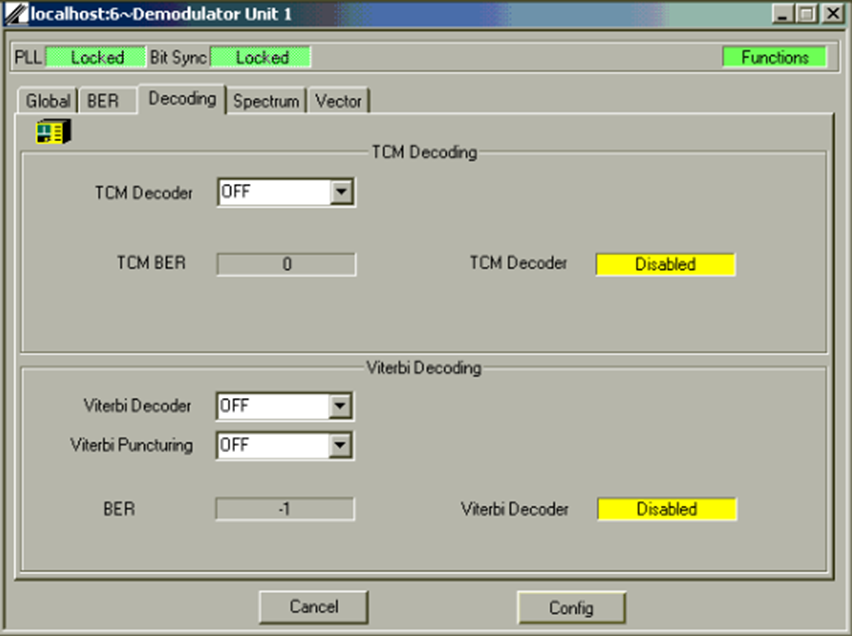 localhost:6~Demodulator Unit 1
PLL Locked Bit Sync Locked Functions
Global BER Decoding Spectrum Vector
TCM Decoding
TCM Decoder OFF
TCM BER 0 TCM Decoder Disabled
Viterbi Decoding
Viterbi Decoder OFF
Viterbi Puncturing OFF
BER -1 Viterbi Decoder Disabled
Cancel Config